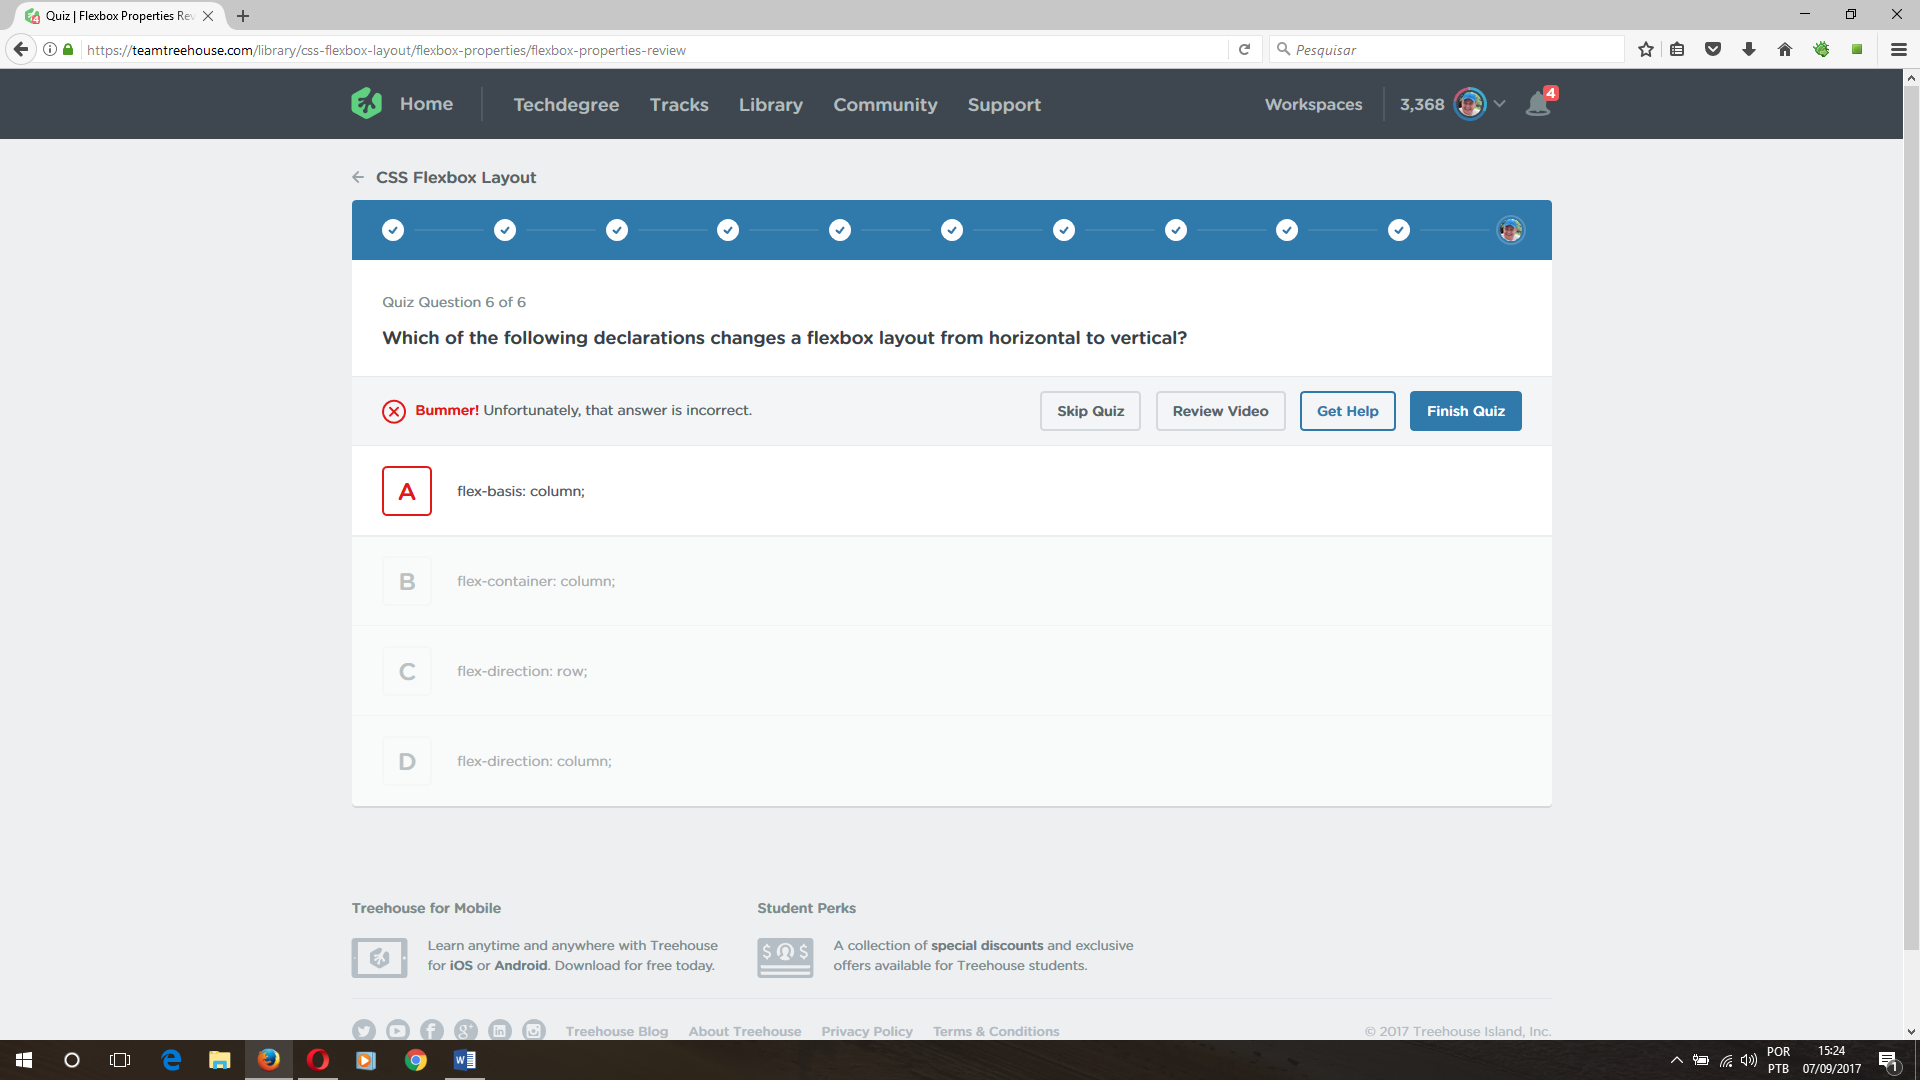 Quiz | Flexbox Properties Rev
https://teamtreehouse.com/library/css-flexbox-layout/flexbox-properties/flexbox-properties-review
Pesquisar
Home
Techdegree
Tracks
Library
Community
Support
Workspaces
3,368
4
CSS Flexbox Layout
Quiz Question 6 of 6
Which of the following declarations changes a flexbox layout from horizontal to vertical?
Bummer! Unfortunately, that answer is incorrect.
Skip Quiz
Review Video
Get Help
Finish Quiz
A
flex-basis: column;
B
flex-container: column;
C
flex-direction: row;
D
flex-direction: column;
Treehouse for Mobile
Learn anytime and anywhere with Treehouse
for iOS or Android. Download for free today.
Student Perks
A collection of special discounts and exclusive
offers available for Treehouse students.
Treehouse Blog
About Treehouse
Privacy Policy
Terms & Conditions
© 2017 Treehouse Island, Inc.
POR
PTB
15:24
07/09/2017
1